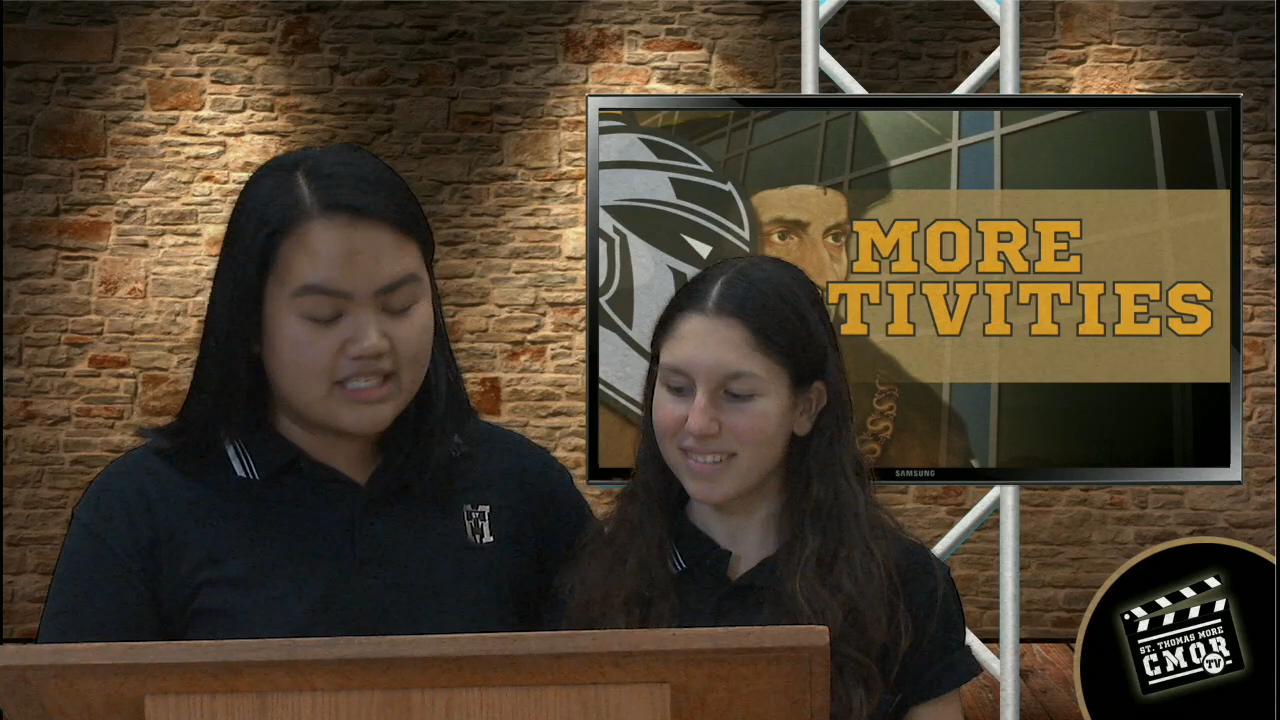 MORE
TIVITIES
SAMSUNG
ST. THOMAS MORE
CMOR
TV